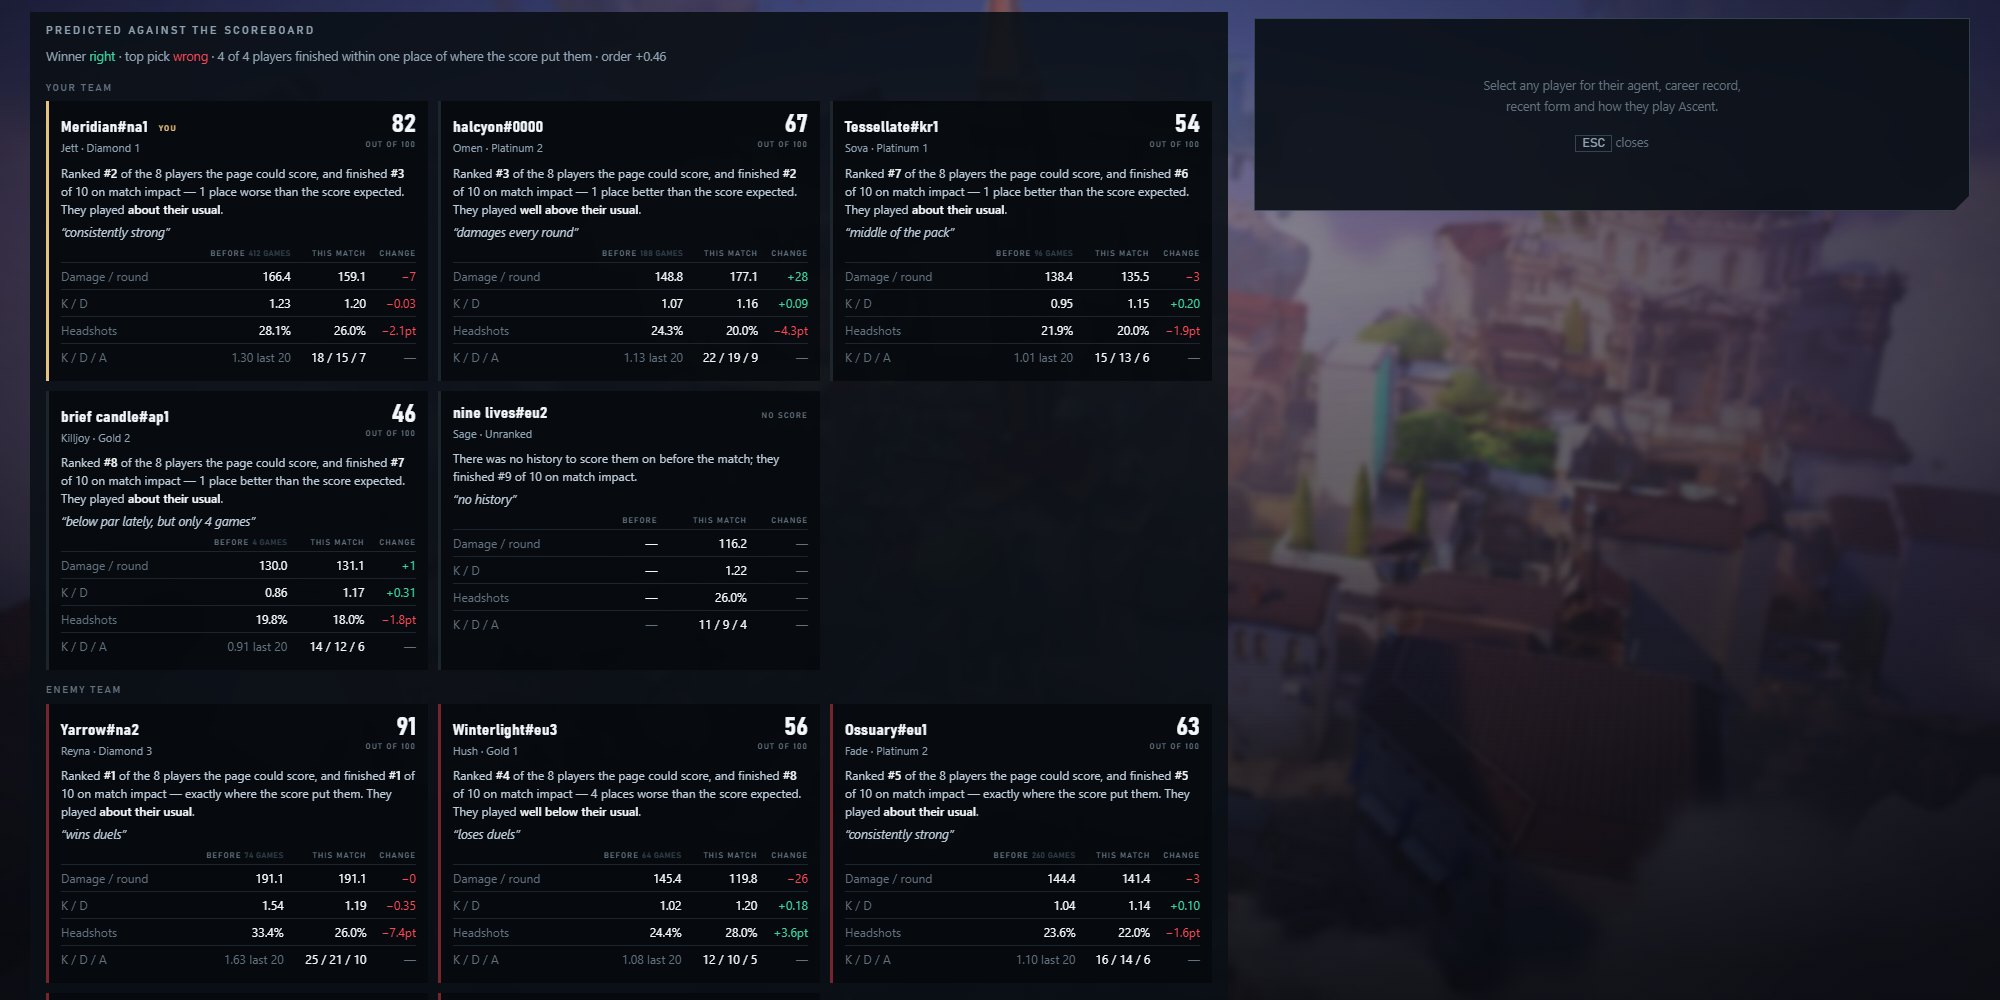 PREDICTED AGAINST THE SCOREBOARD
Winner right · top pick wrong · 4 of 4 players finished within one place of where the score put them · order +0.46
YOUR TEAM
Meridian#na1 YOU 82
Jett · Diamond 1 OUT OF 100
Ranked #2 of the 8 players the page could score, and finished #3
of 10 on match impact — 1 place worse than the score expected.
They played about their usual.
“consistently strong”
BEFORE 412 GAMES THIS MATCH CHANGE
Damage / round 166.4 159.1 −7
K / D 1.23 1.20 −0.03
Headshots 28.1% 26.0% −2.1pt
K / D / A 1.30 last 20 18 / 15 / 7 —
halcyon#0000 67
Omen · Platinum 2 OUT OF 100
Ranked #3 of the 8 players the page could score, and finished #2
of 10 on match impact — 1 place better than the score expected.
They played well above their usual.
“damages every round”
BEFORE 188 GAMES THIS MATCH CHANGE
Damage / round 148.8 177.1 +28
K / D 1.07 1.16 +0.09
Headshots 24.3% 20.0% −4.3pt
K / D / A 1.13 last 20 22 / 19 / 9 —
Tessellate#kr1 54
Sova · Platinum 1 OUT OF 100
Ranked #7 of the 8 players the page could score, and finished #6
of 10 on match impact — 1 place better than the score expected.
They played about their usual.
“middle of the pack”
BEFORE 96 GAMES THIS MATCH CHANGE
Damage / round 138.4 135.5 −3
K / D 0.95 1.15 +0.20
Headshots 21.9% 20.0% −1.9pt
K / D / A 1.01 last 20 15 / 13 / 6 —
brief candle#ap1 46
Killjoy · Gold 2 OUT OF 100
Ranked #8 of the 8 players the page could score, and finished #7
of 10 on match impact — 1 place better than the score expected.
They played about their usual.
“below par lately, but only 4 games”
BEFORE 4 GAMES THIS MATCH CHANGE
Damage / round 130.0 131.1 +1
K / D 0.86 1.17 +0.31
Headshots 19.8% 18.0% −1.8pt
K / D / A 0.91 last 20 14 / 12 / 6 —
nine lives#eu2 NO SCORE
Sage · Unranked
There was no history to score them on before the match; they
finished #9 of 10 on match impact.
“no history”
BEFORE THIS MATCH CHANGE
Damage / round — 116.2 —
K / D — 1.22 —
Headshots — 26.0% —
K / D / A — 11 / 9 / 4 —
ENEMY TEAM
Yarrow#na2 91
Reyna · Diamond 3 OUT OF 100
Ranked #1 of the 8 players the page could score, and finished #1 of
10 on match impact — exactly where the score put them. They
played about their usual.
“wins duels”
BEFORE 74 GAMES THIS MATCH CHANGE
Damage / round 191.1 191.1 −0
K / D 1.54 1.19 −0.35
Headshots 33.4% 26.0% −7.4pt
K / D / A 1.63 last 20 25 / 21 / 10 —
Winterlight#eu3 56
Hush · Gold 1 OUT OF 100
Ranked #4 of the 8 players the page could score, and finished #8
of 10 on match impact — 4 places worse than the score expected.
They played well below their usual.
“loses duels”
BEFORE 64 GAMES THIS MATCH CHANGE
Damage / round 145.4 119.8 −26
K / D 1.02 1.20 +0.18
Headshots 24.4% 28.0% +3.6pt
K / D / A 1.08 last 20 12 / 10 / 5 —
Ossuary#eu1 63
Fade · Platinum 2 OUT OF 100
Ranked #5 of the 8 players the page could score, and finished #5
of 10 on match impact — exactly where the score put them. They
played about their usual.
“consistently strong”
BEFORE 260 GAMES THIS MATCH CHANGE
Damage / round 144.4 141.4 −3
K / D 1.04 1.14 +0.10
Headshots 23.6% 22.0% −1.6pt
K / D / A 1.10 last 20 16 / 14 / 6 —
Select any player for their agent, career record,
recent form and how they play Ascent.
ESC closes